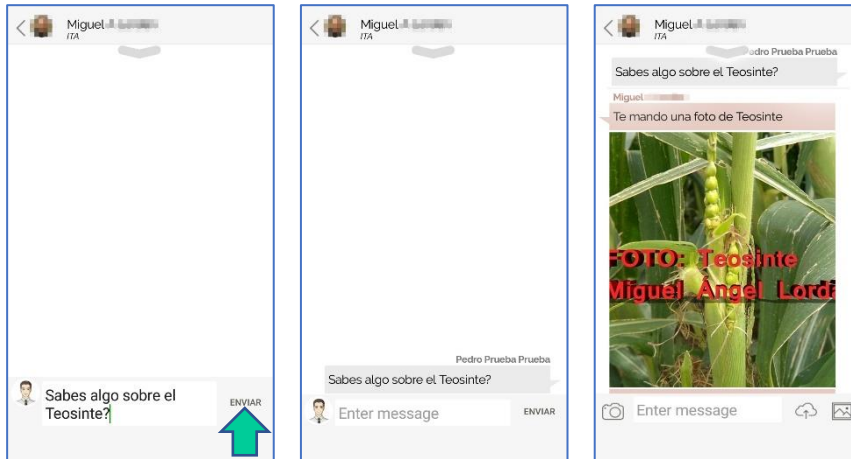 Miguel
ITA
Sabes algo sobre el
Teosinte?
ENVIAR
Miguel
ITA
Pedro Prueba Prueba
Sabes algo sobre el Teosinte?
Enter message
ENVIAR
Miguel
ITA
dro Prueba Prueba
Sabes algo sobre el Teosinte?
Miguel
Te mando una foto de Teosinte
FOTO: Teosinte
Miguel Ángel Lord
Enter message